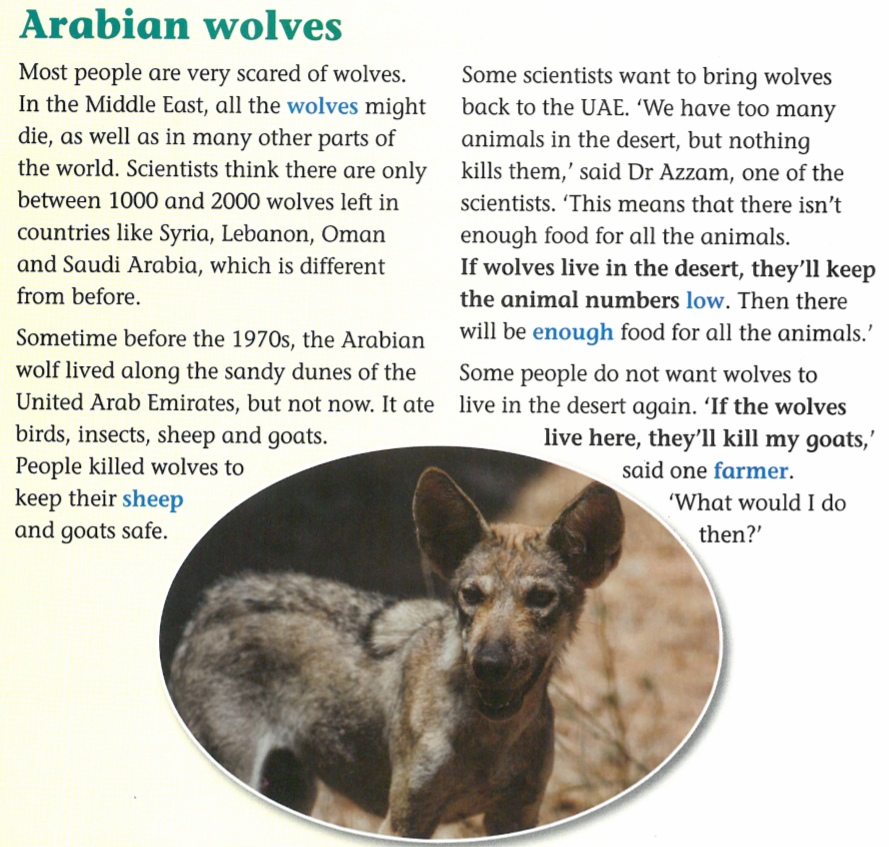 Arabian wolves
Most people are very scared of wolves.
In the Middle East, all the wolves might
die, as well as in many other parts of
the world. Scientists think there are only
between 1000 and 2000 wolves left in
countries like Syria, Lebanon, Oman
and Saudi Arabia, which is different
from before.
Sometime before the 1970s, the Arabian
wolf lived along the sandy dunes of the
United Arab Emirates, but not now. It ate
birds, insects, sheep and goats.
People killed wolves to
keep their sheep
and goats safe.
Some scientists want to bring wolves
back to the UAE. ‘We have too many
animals in the desert, but nothing
kills them,’ said Dr Azzam, one of the
scientists. ‘This means that there isn’t
enough food for all the animals.
If wolves live in the desert, they’ll keep
the animal numbers low. Then there
will be enough food for all the animals.’
Some people do not want wolves to
live in the desert again. ‘If the wolves
live here, they’ll kill my goats,’
said one farmer.
‘What would I do
then?’